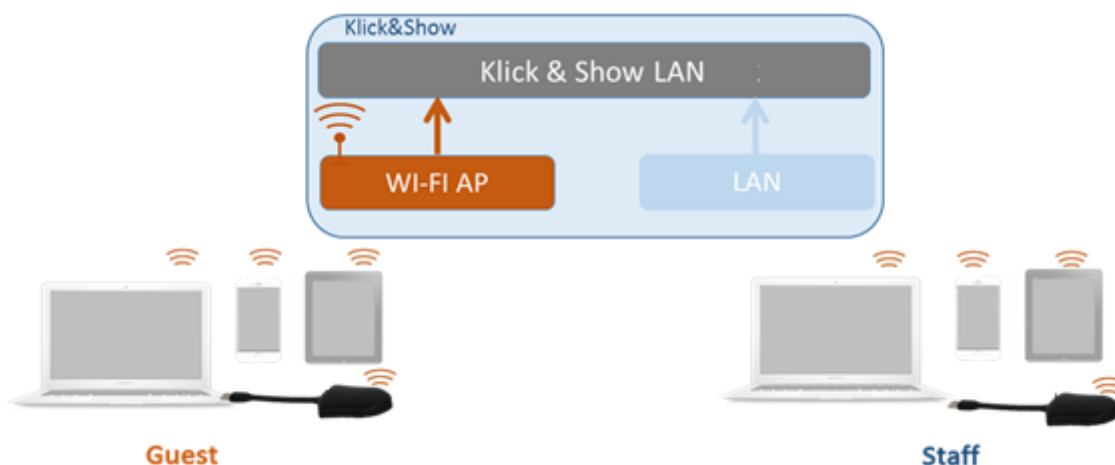 Klick&Show
Klick & Show LAN
WI-FI AP
LAN
Guest
Staff